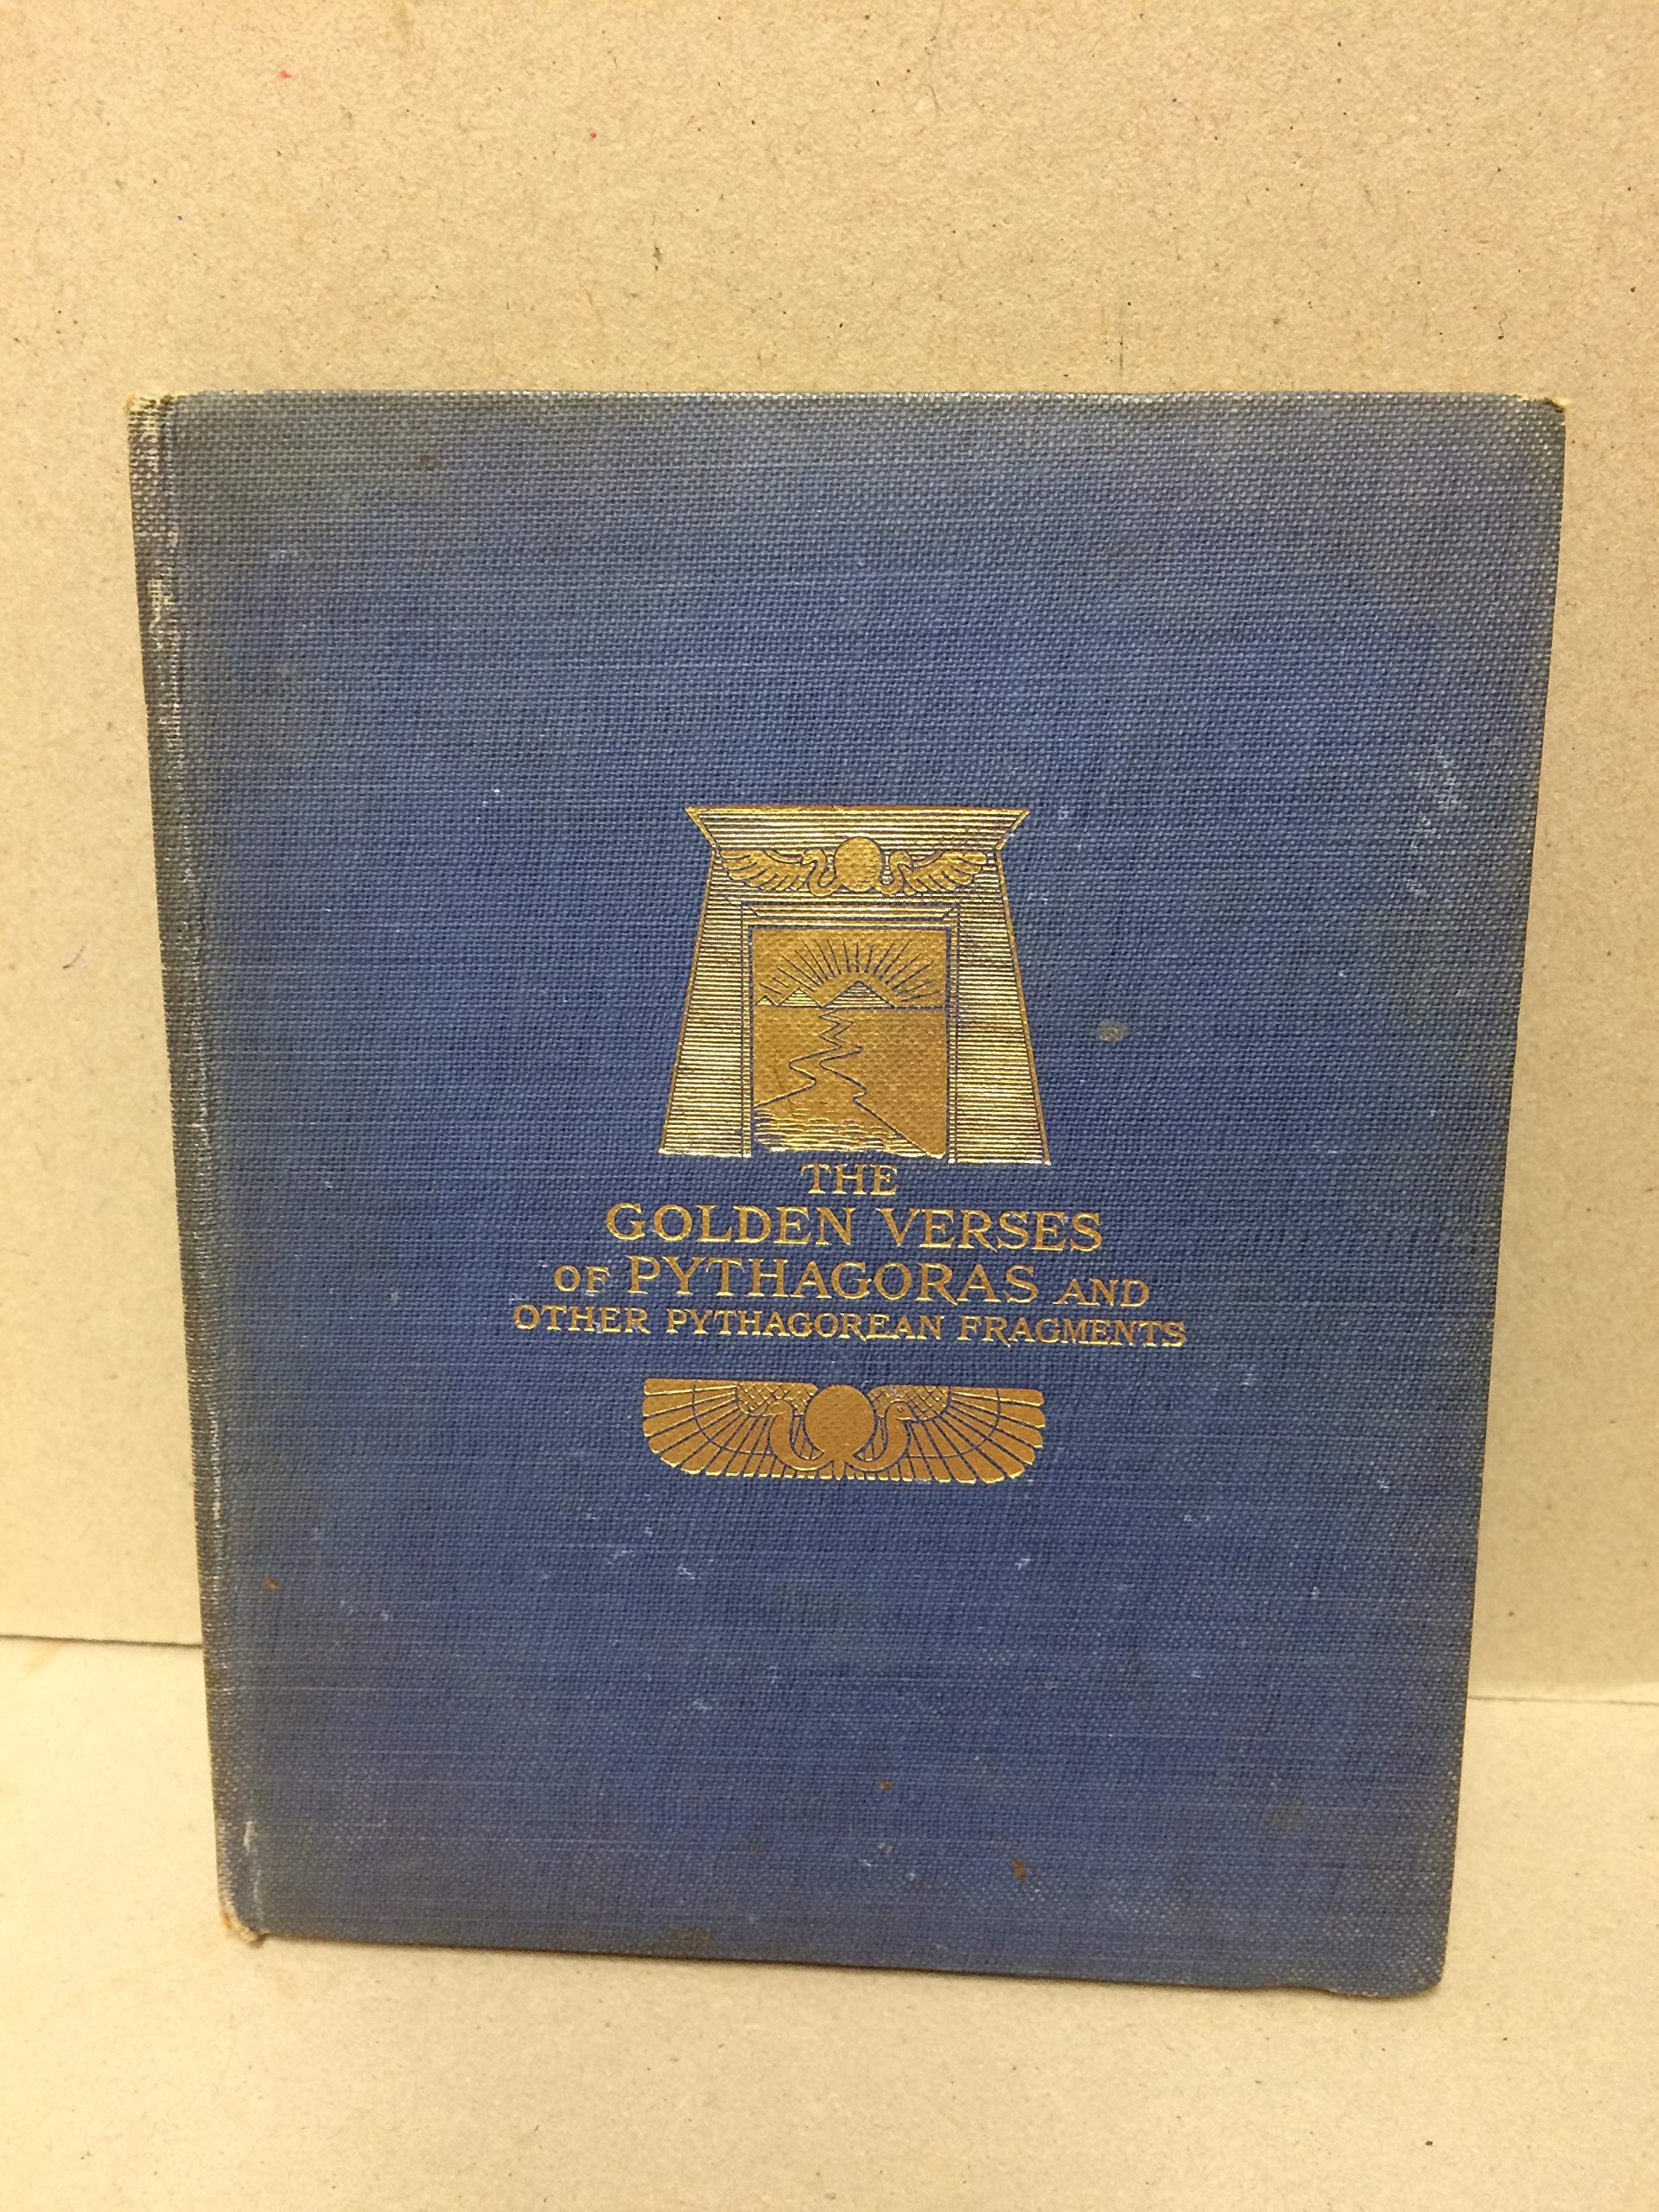 THE
GOLDEN VERSES
OF PYTHAGORAS AND
OTHER PYTHAGOREAN FRAGMENTS